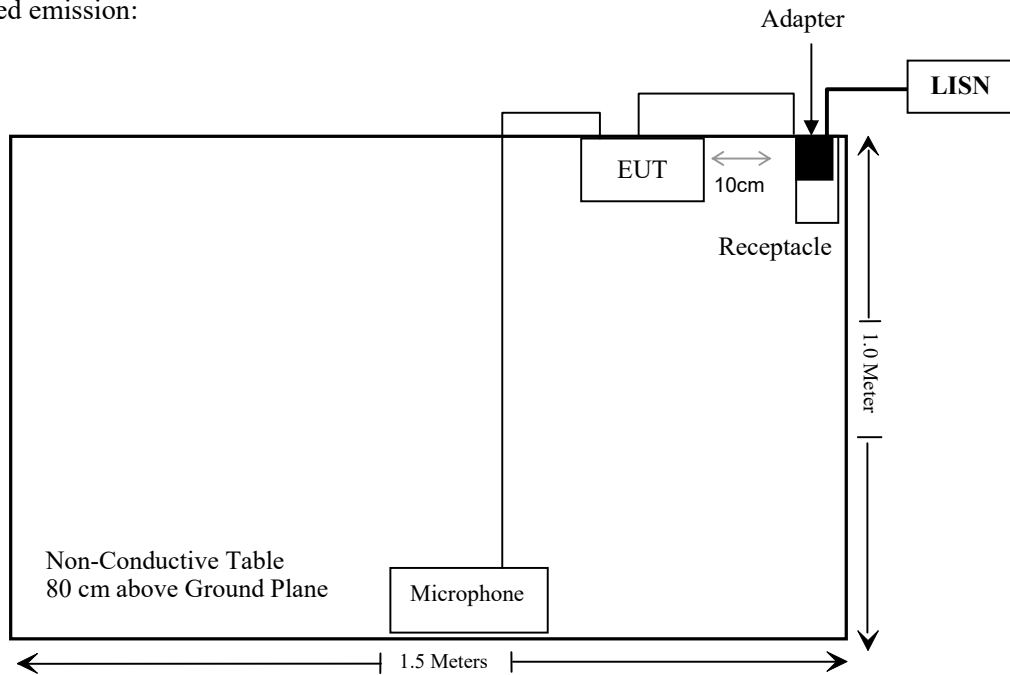 ed emission:
Adapter
LISN
EUT
10cm
Receptacle
1.0 Meter
Non-Conductive Table
80 cm above Ground Plane
Microphone
1.5 Meters